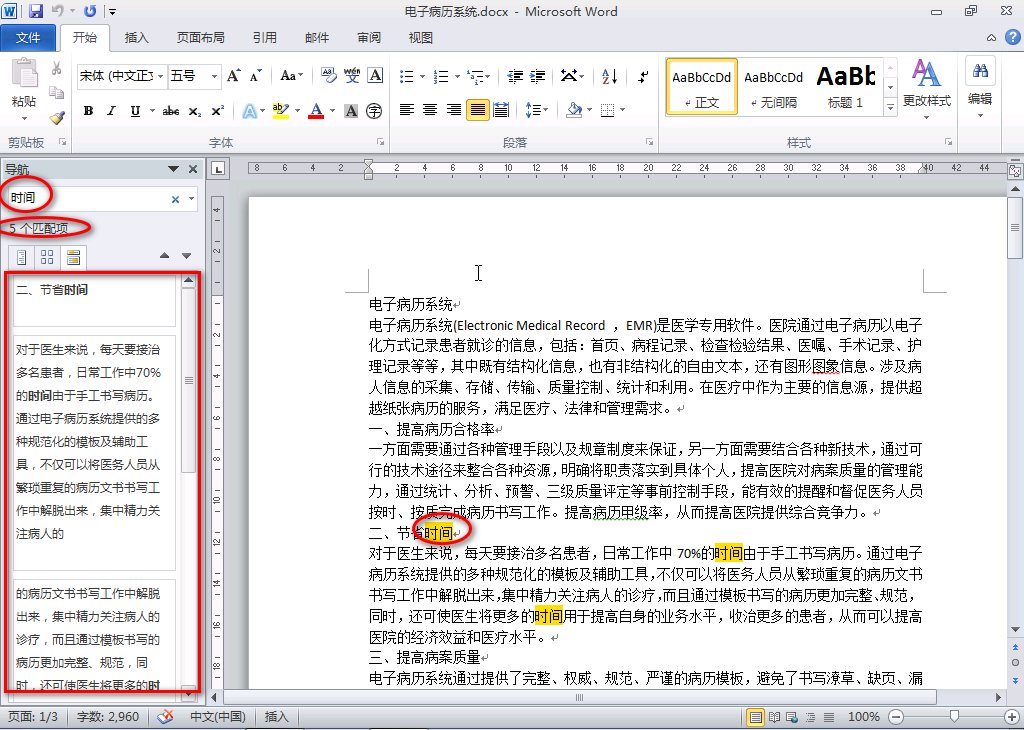 电子病历系统.docx - Microsoft Word
文件 开始 插入 页面布局 引用 邮件 审阅 视图
宋体 (中文正 五号 A A Aa 变 wén A
粘贴
B I U abc x₂ x² A ab A A 字
AaBbCcDd AaBbCcDd AaBb
正文 无间隔 标题 1
更改样式 编辑
剪贴板 字体 段落 样式
导航
时间
5 个匹配项
二、节省时间
对于医生来说，每天要接治
多名患者，日常工作中70%
的时间由于手工书写病历。
通过电子病历系统提供的多
种规范化的模板及辅助工
具，不仅可以将医务人员从
繁琐重复的病历文书书写工
作中解脱出来，集中精力关
注病人的
的病历文书书写工作中解脱
出来，集中精力关注病人的
诊疗，而且通过模板书写的
病历更加完整、规范，同
时，还可使医生将更多的时
8 6 4 2 2 4 6 8 10 12 14 16 18 20 22 24 26 28 30 32 34 36 38 40 42 44
电子病历系统
电子病历系统(Electronic Medical Record ，EMR)是医学专用软件。医院通过电子病历以电子
化方式记录患者就诊的信息，包括：首页、病程记录、检查检验结果、医嘱、手术记录、护
理记录等等，其中既有结构化信息，也有非结构化的自由文本，还有图形图象信息。涉及病
人信息的采集、存储、传输、质量控制、统计和利用。在医疗中作为主要的信息源，提供超
越纸张病历的服务，满足医疗、法律和管理需求。
一、提高病历合格率
一方面需要通过各种管理手段以及规章制度来保证，另一方面需要结合各种新技术，通过可
行的技术途径来整合各种资源，明确将职责落实到具体个人，提高医院对病案质量的管理能
力，通过统计、分析、预警、三级质量评定等事前控制手段，能有效的提醒和督促医务人员
按时、按质完成病历书写工作。提高病历甲级率，从而提高医院提供综合竞争力。
二、节省时间
对于医生来说，每天要接治多名患者，日常工作中 70%的时间由于手工书写病历。通过电子
病历系统提供的多种规范化的模板及辅助工具，不仅可以将医务人员从繁琐重复的病历文书
书写工作中解脱出来，集中精力关注病人的诊疗，而且通过模板书写的病历更加完整、规范，
同时，还可使医生将更多的时间用于提高自身的业务水平，收治更多的患者，从而可以提高
医院的经济效益和医疗水平。
三、提高病案质量
电子病历系统通过提供了完整、权威、规范、严谨的病历模板，避免了书写潦草、缺页、漏
页面: 1/3 字数: 2,960 中文(中国) 插入 100%